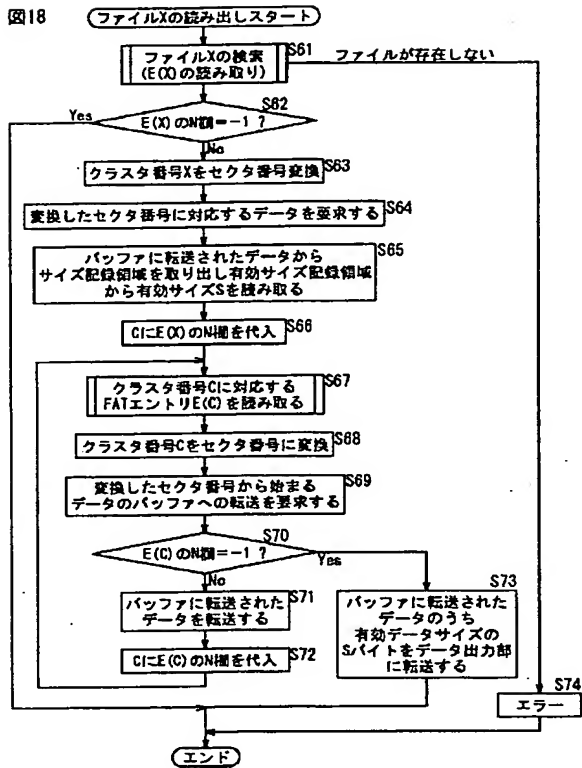 図18
ファイルXの読み出しスタート
ファイルXの検索
(E(X)の読み取り)
S61
ファイルが存在しない
S62
Yes
E(X)のN欄=-1?
No
S63
クラスタ番号Xをセクタ番号変換
S64
変換したセクタ番号に対応するデータを要求する
S65
バッファに転送されたデータから
サイズ記録領域を取り出し有効サイズ記録領域
から有効サイズSを読み取る
S66
CにE(X)のN欄を代入
S67
クラスタ番号Cに対応する
FATエントリE(C)を読み取る
S68
クラスタ番号Cをセクタ番号に変換
S69
変換したセクタ番号から始まる
データのバッファへの転送を要求する
S70
E(C)のN欄=-1?
Yes
No
S71
バッファに転送された
データを転送する
S72
CにE(C)のN欄を代入
S73
バッファに転送された
データのうち
有効データサイズの
Sバイトをデータ出力部
に転送する
S74
エラー
エンド